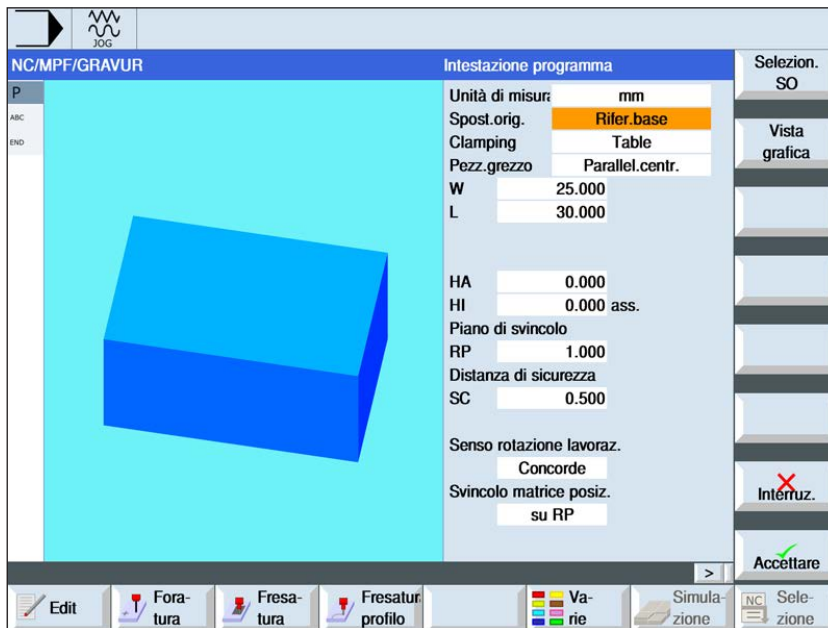 JOG
NC/MPF/GRAVUR
Intestazione programma
P
ABC
END
Unità di misura mm
Spost.orig. Rifer.base
Clamping Table
Pezz.grezzo Parallel.centr.
W 25.000
L 30.000
HA 0.000
HI 0.000 ass.
Piano di svincolo
RP 1.000
Distanza di sicurezza
SC 0.500
Senso rotazione lavoraz.
Concorde
Svincolo matrice posiz.
su RP
Selezion.
SO
Vista
grafica
Interruz.
Accettare
>
Edit
Fora-
tura
Fresa-
tura
Fresatur
profilo
Va-
rie
Simula-
zione
NC
Sele-
zione